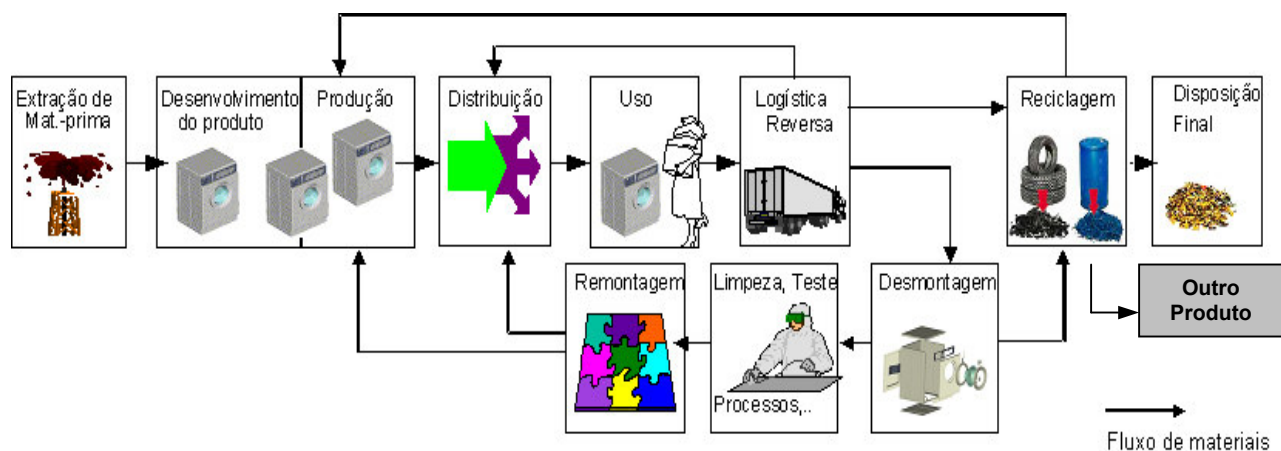 Extração de
Mat.-prima
Desenvolvimento
do produto
Produção
Distribuição
Uso
Logística
Reversa
Reciclagem
Disposição
Final
Remontagem
Limpeza, Teste
Processos,..
Desmontagem
Outro
Produto
Fluxo de materiais